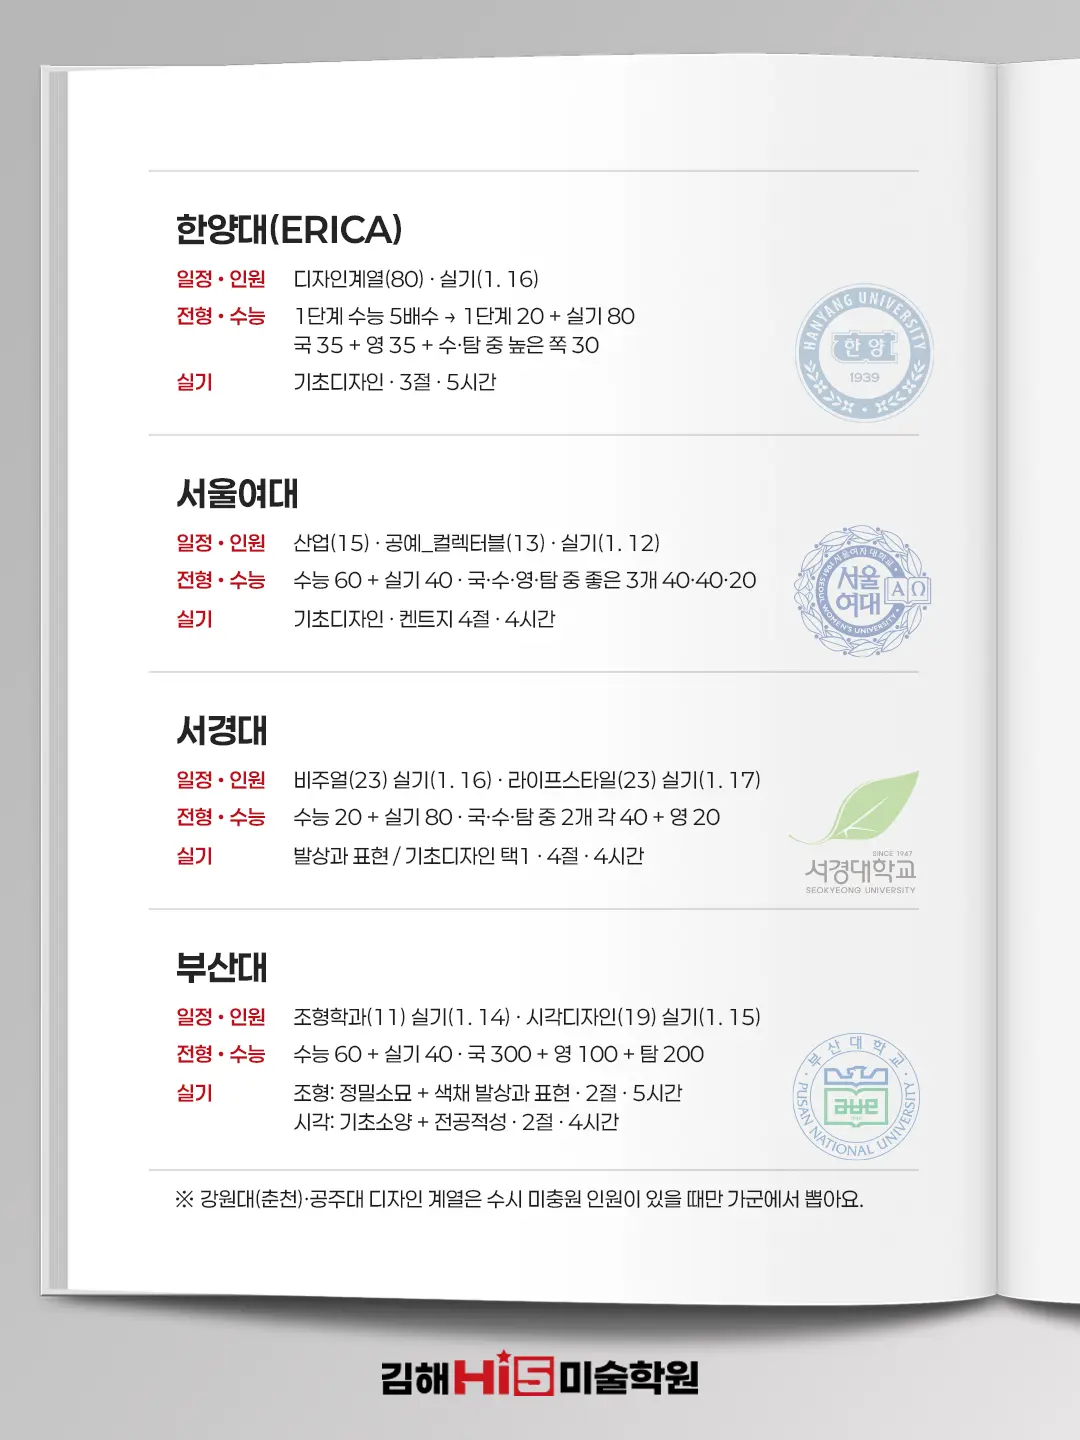 한양대(ERICA)
일정 • 인원 디자인계열(80) · 실기(1. 16)
전형 • 수능 1단계 수능 5배수 → 1단계 20 + 실기 80
국 35 + 영 35 + 수·탐 중 높은 쪽 30
실기 기초디자인 · 3절 · 5시간
HANYANG UNIVERSITY
한양
1939
서울여대
일정 • 인원 산업(15) · 공예_컬렉터블(13) · 실기(1. 12)
전형 • 수능 수능 60 + 실기 40 · 국·수·영·탐 중 좋은 3개 40·40·20
실기 기초디자인 · 켄트지 4절 · 4시간
서울여자대학교
1961 SEOUL WOMEN'S UNIVERSITY
서울
여대
ΑΩ
서경대
일정 • 인원 비주얼(23) 실기(1. 16) · 라이프스타일(23) 실기(1. 17)
전형 • 수능 수능 20 + 실기 80 · 국·수·탐 중 2개 각 40 + 영 20
실기 발상과 표현 / 기초디자인 택1 · 4절 · 4시간
SINCE 1947
서경대학교
SEOKYEONG UNIVERSITY
부산대
일정 • 인원 조형학과(11) 실기(1. 14) · 시각디자인(19) 실기(1. 15)
전형 • 수능 수능 60 + 실기 40 · 국 300 + 영 100 + 탐 200
실기 조형: 정밀소묘 + 색채 발상과 표현 · 2절 · 5시간
시각: 기초소양 + 전공적성 · 2절 · 4시간
· 부산대학교 ·
PUSAN NATIONAL UNIVERSITY
※ 강원대(춘천)·공주대 디자인 계열은 수시 미충원 인원이 있을 때만 가군에서 뽑아요.
김해Hi5미술학원